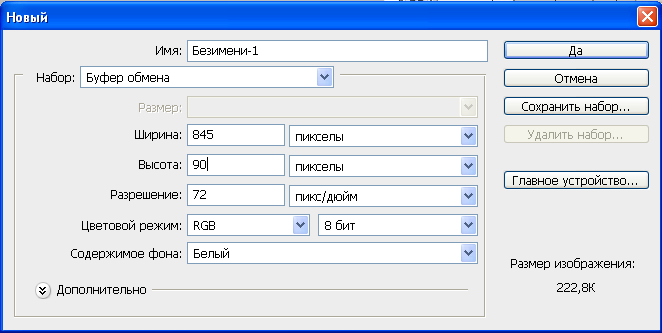 Новый
Имя: Безимени-1
Да
Набор: Буфер обмена
Отмена
Размер:
Сохранить набор...
Ширина: 845 пикселы
Удалить набор...
Высота: 90 пикселы
Главное устройство...
Разрешение: 72 пикс/дюйм
Цветовой режим: RGB 8 бит
Содержимое фона: Белый
Размер изображения:
222,8K
Дополнительно